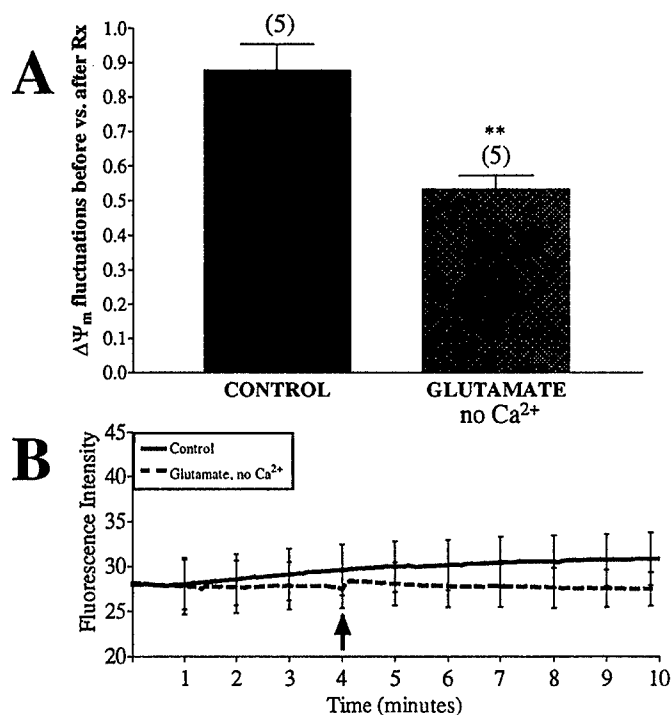 A
ΔΨm fluctuations before vs. after Rx
1.0
0.9
0.8
0.7
0.6
0.5
0.4
0.3
0.2
0.1
0.0
(5)
**
(5)
CONTROL
GLUTAMATE
no Ca²⁺
B
Fluorescence Intensity
45
40
35
30
25
20
Control
Glutamate, no Ca²⁺
1 2 3 4 5 6 7 8 9 10
Time (minutes)